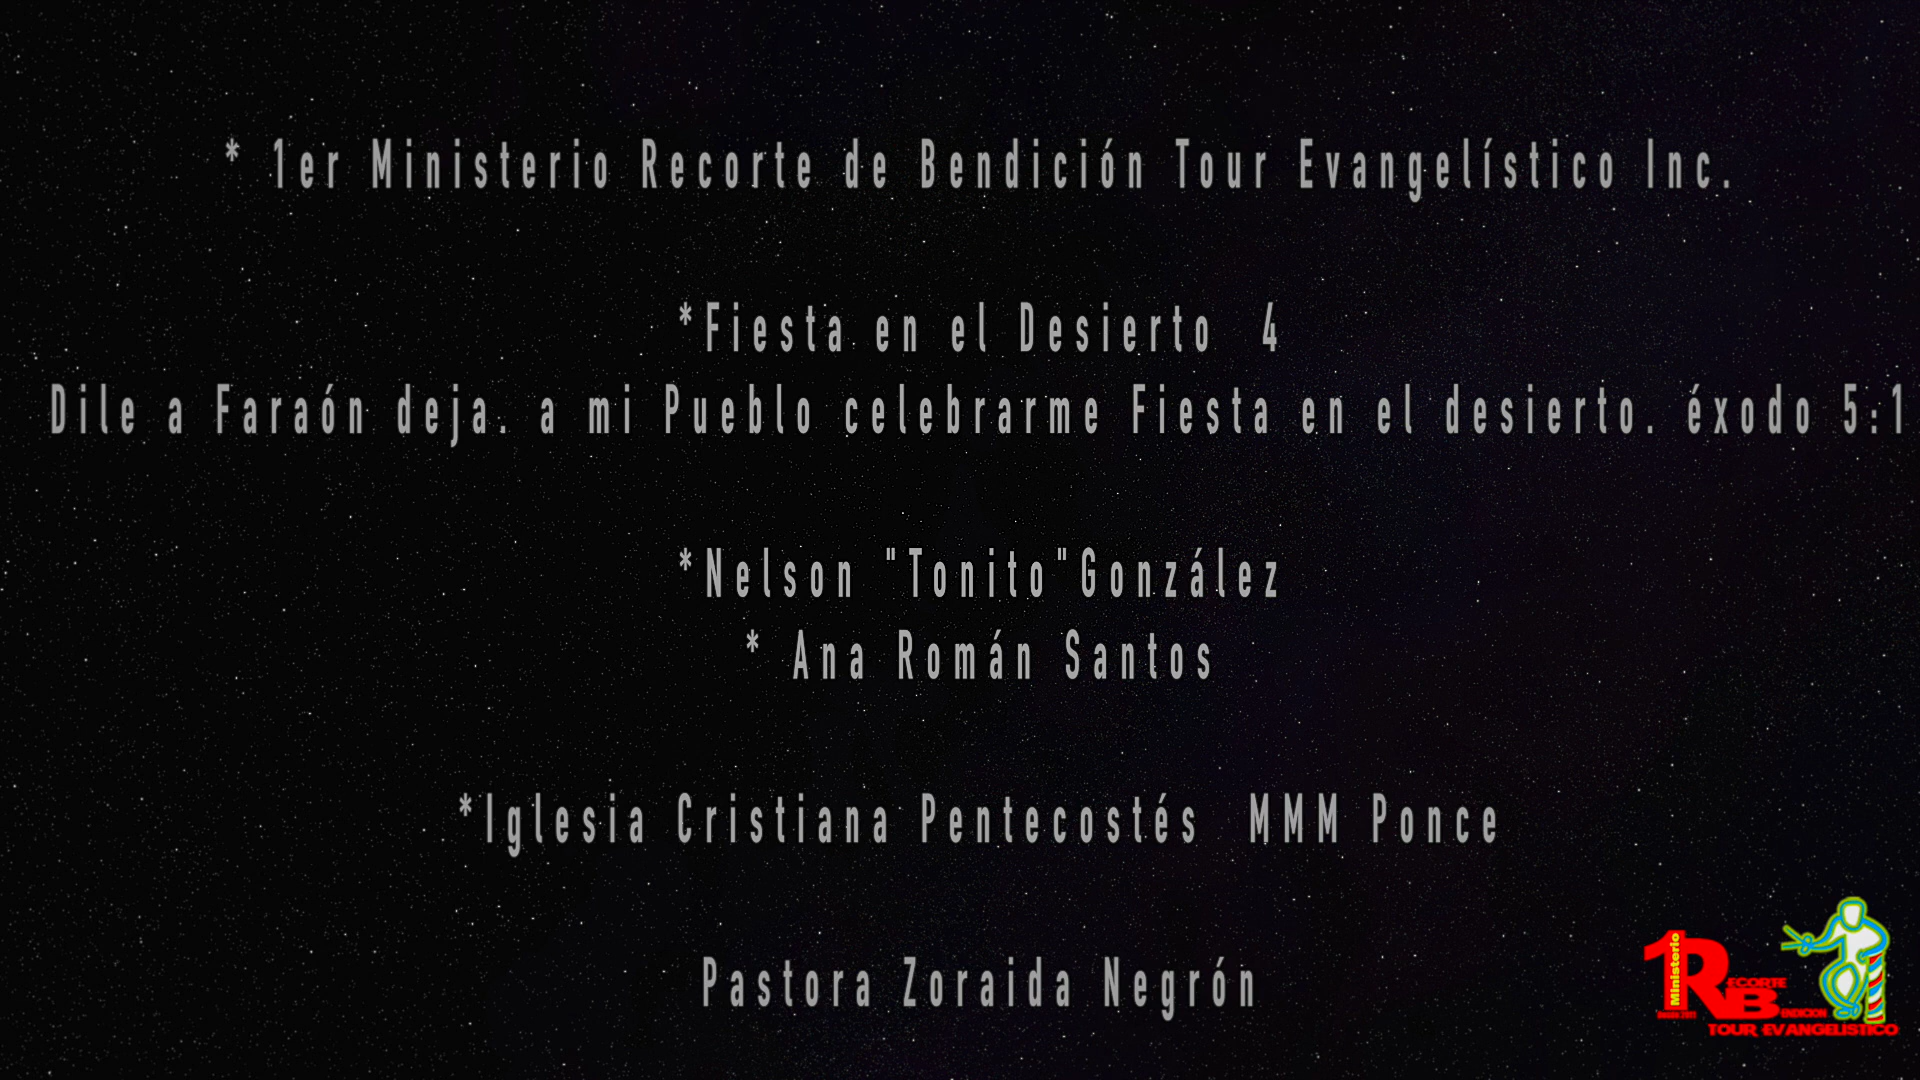 * 1er Ministerio Recorte de Bendición Tour Evangelístico Inc.
*Fiesta en el Desierto  4
Dile a Faraón deja. a mi Pueblo celebrarme Fiesta en el desierto. éxodo 5:1
*Nelson "Tonito"González
* Ana Román Santos
*Iglesia Cristiana Pentecostés  MMM Ponce
Pastora Zoraida Negrón
1 Ministerio
RECORTE
BENDICION
TOUR EVANGELISTICO